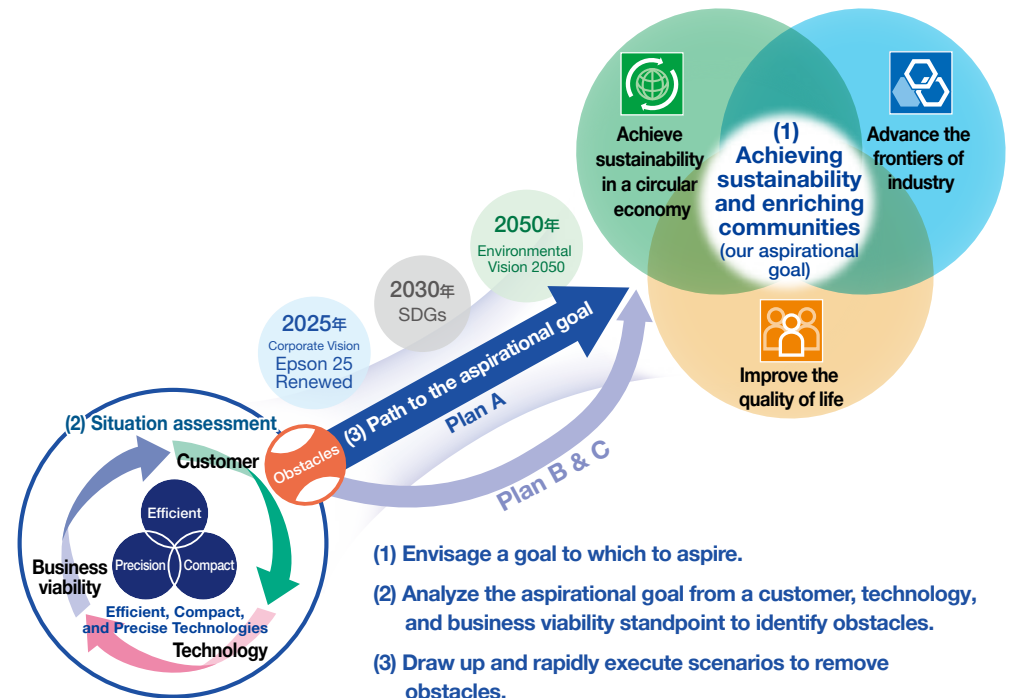 Achieve
sustainability
in a circular
economy
(1)
Achieving
sustainability
and enriching
communities
(our aspirational
goal)
Advance the
frontiers of
industry
Improve the
quality of life
2050年
Environmental
Vision 2050
2030年
SDGs
2025年
Corporate Vision
Epson 25
Renewed
(3) Path to the aspirational goal
Plan A
Plan B & C
Obstacles
(2) Situation assessment
Customer
Efficient
Precision
Compact
Business
viability
Efficient, Compact,
and Precise Technologies
Technology
(1) Envisage a goal to which to aspire.
(2) Analyze the aspirational goal from a customer, technology,
and business viability standpoint to identify obstacles.
(3) Draw up and rapidly execute scenarios to remove
obstacles.